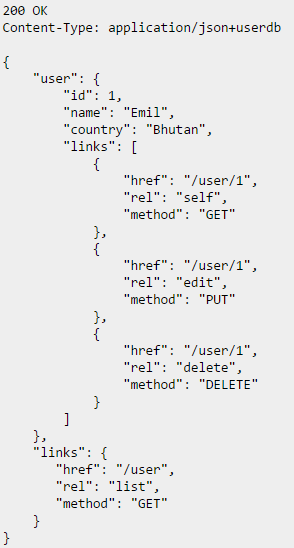 200 OK
Content-Type: application/json+userdb

{
    "user": {
        "id": 1,
        "name": "Emil",
        "country": "Bhutan",
        "links": [
            {
                "href": "/user/1",
                "rel": "self",
                "method": "GET"
            },
            {
                "href": "/user/1",
                "rel": "edit",
                "method": "PUT"
            },
            {
                "href": "/user/1",
                "rel": "delete",
                "method": "DELETE"
            }
        ]
    },
    "links": {
       "href": "/user",
       "rel": "list",
       "method": "GET"
    }
}